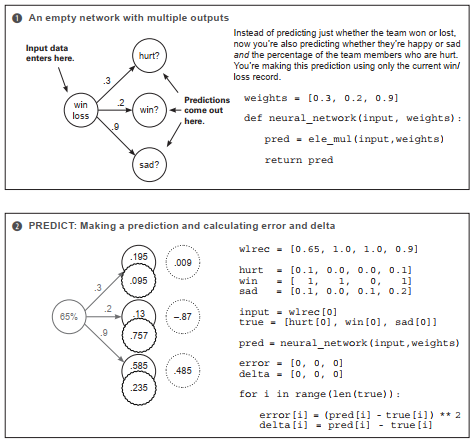 1 An empty network with multiple outputs
Input data
enters here.
hurt?
win
loss
win?
sad?
.3
.2
.9
Predictions
come out
here.
Instead of predicting just whether the team won or lost,
now you're also predicting whether they're happy or sad
and the percentage of the team members who are hurt.
You're making this prediction using only the current win/
loss record.
weights = [0.3, 0.2, 0.9]
def neural_network(input, weights):
pred = ele_mul(input,weights)
return pred
2 PREDICT: Making a prediction and calculating error and delta
65%
.3
.2
.9
.195
.095
.009
.13
.757
–.87
.585
.235
.485
wlrec = [0.65, 1.0, 1.0, 0.9]
hurt = [0.1, 0.0, 0.0, 0.1]
win = [ 1, 1, 0, 1]
sad = [0.1, 0.0, 0.1, 0.2]
input = wlrec[0]
true = [hurt[0], win[0], sad[0]]
pred = neural_network(input,weights)
error = [0, 0, 0]
delta = [0, 0, 0]
for i in range(len(true)):
error[i] = (pred[i] - true[i]) ** 2
delta[i] = pred[i] - true[i]